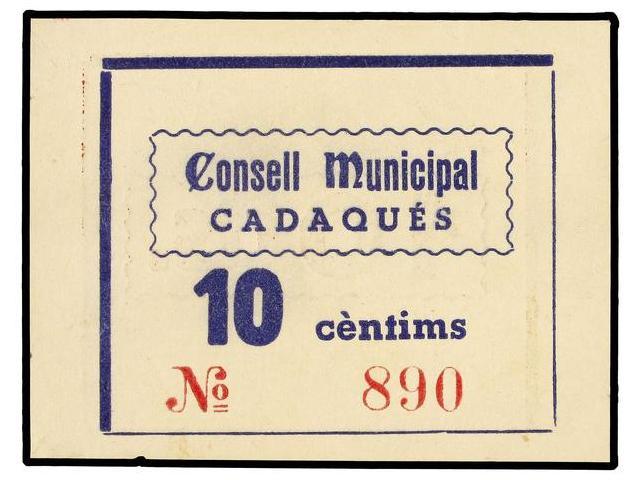 Consell Municipal
CADAQUÉS
10 cèntims
Nº 890